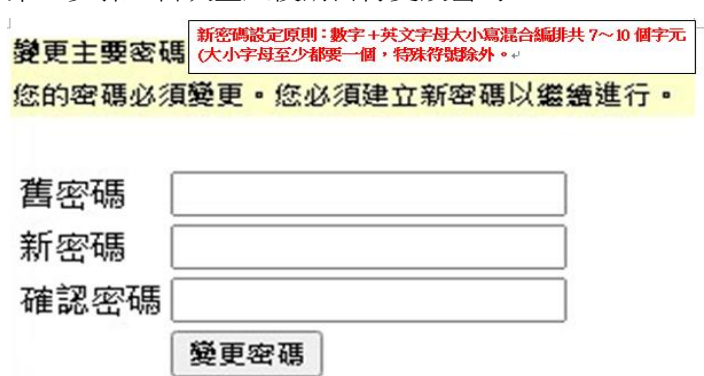 變更主要密碼
新密碼設定原則：數字+英文字母大小寫混合編排共 7～10 個字元
(大小字母至少都要一個，特殊符號除外。
您的密碼必須變更。您必須建立新密碼以繼續進行。
舊密碼
新密碼
確認密碼
變更密碼